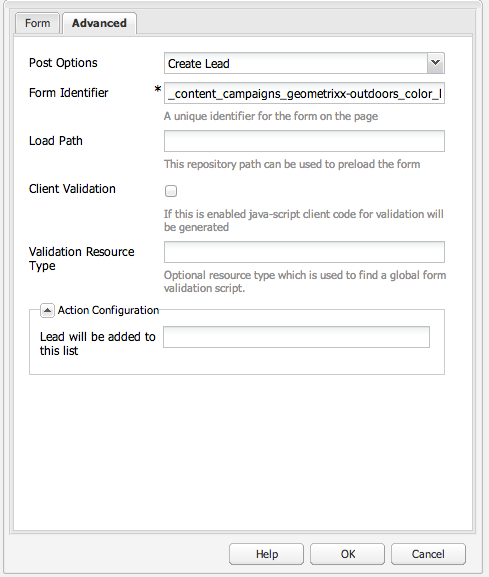 Form Advanced
Post Options Create Lead
Form Identifier * _content_campaigns_geometrixx-outdoors_color_l
A unique identifier for the form on the page
Load Path
This repository path can be used to preload the form
Client Validation
If this is enabled java-script client code for validation will
be generated
Validation Resource
Type
Optional resource type which is used to find a global form
validation script.
Action Configuration
Lead will be added to
this list
Help OK Cancel